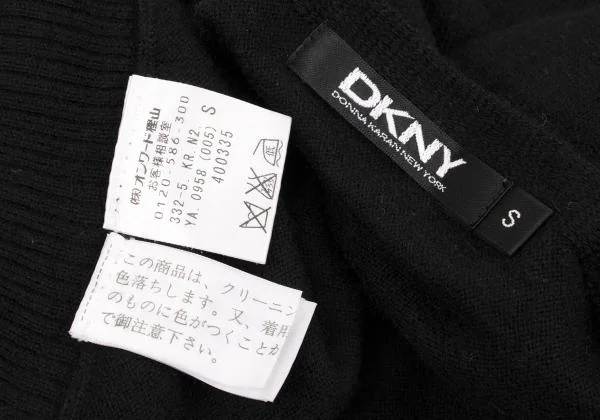 DKNY
DONNA KARAN NEW YORK
S
(株)オンワード樫山
お客様相談室
0120-586-300
332-5. KR. N2 S
YA. 0958 (005)
400335
この商品は、クリーニン
色落ちします。又、着用
のものに色がつくことが
で御注意下さい。